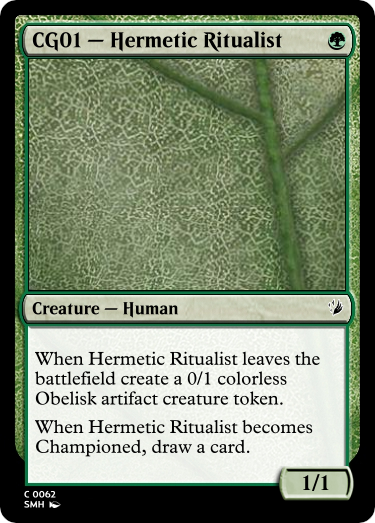 CG01 — Hermetic Ritualist
Creature — Human
When Hermetic Ritualist leaves the
battlefield create a 0/1 colorless
Obelisk artifact creature token.
When Hermetic Ritualist becomes
Championed, draw a card.
1/1
C 0062
SMH